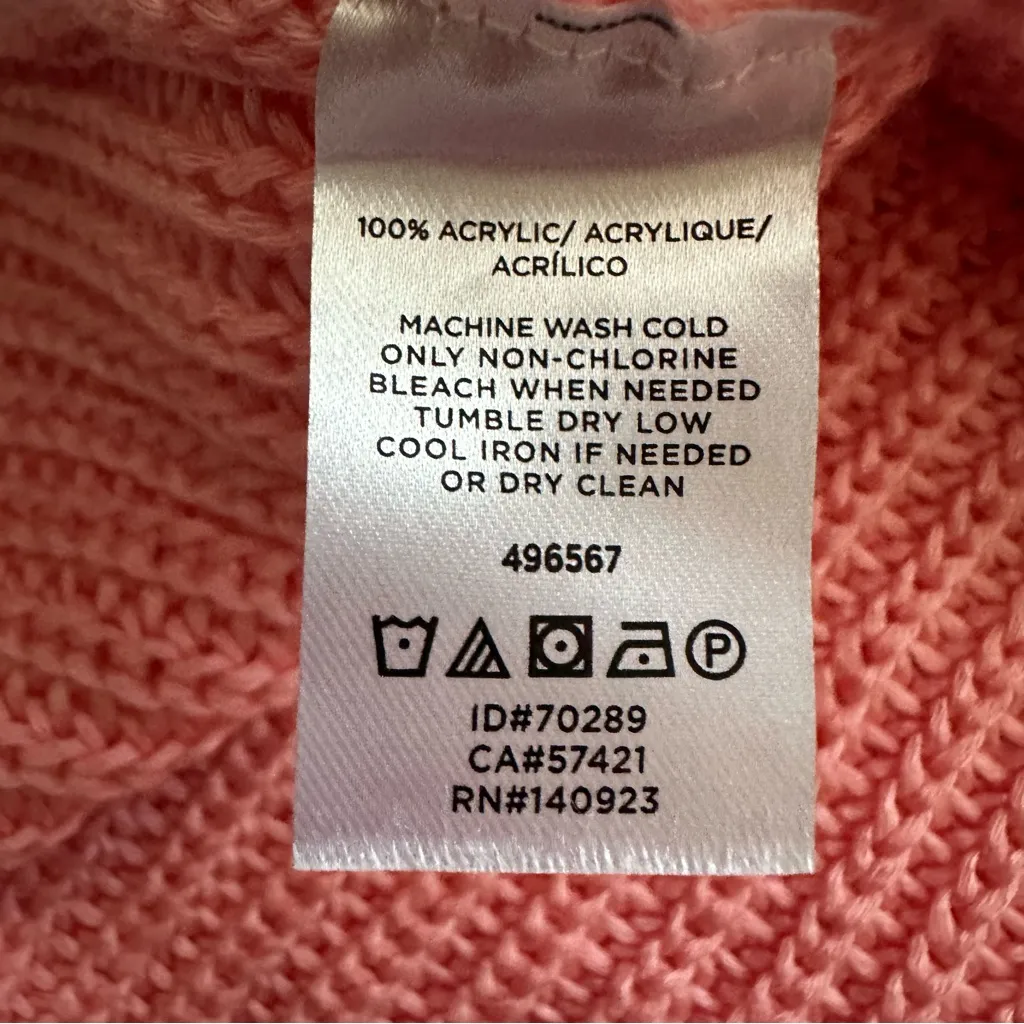 100% ACRYLIC/ ACRYLIQUE/
ACRÍLICO
MACHINE WASH COLD
ONLY NON-CHLORINE
BLEACH WHEN NEEDED
TUMBLE DRY LOW
COOL IRON IF NEEDED
OR DRY CLEAN
496567
P
ID#70289
CA#57421
RN#140923